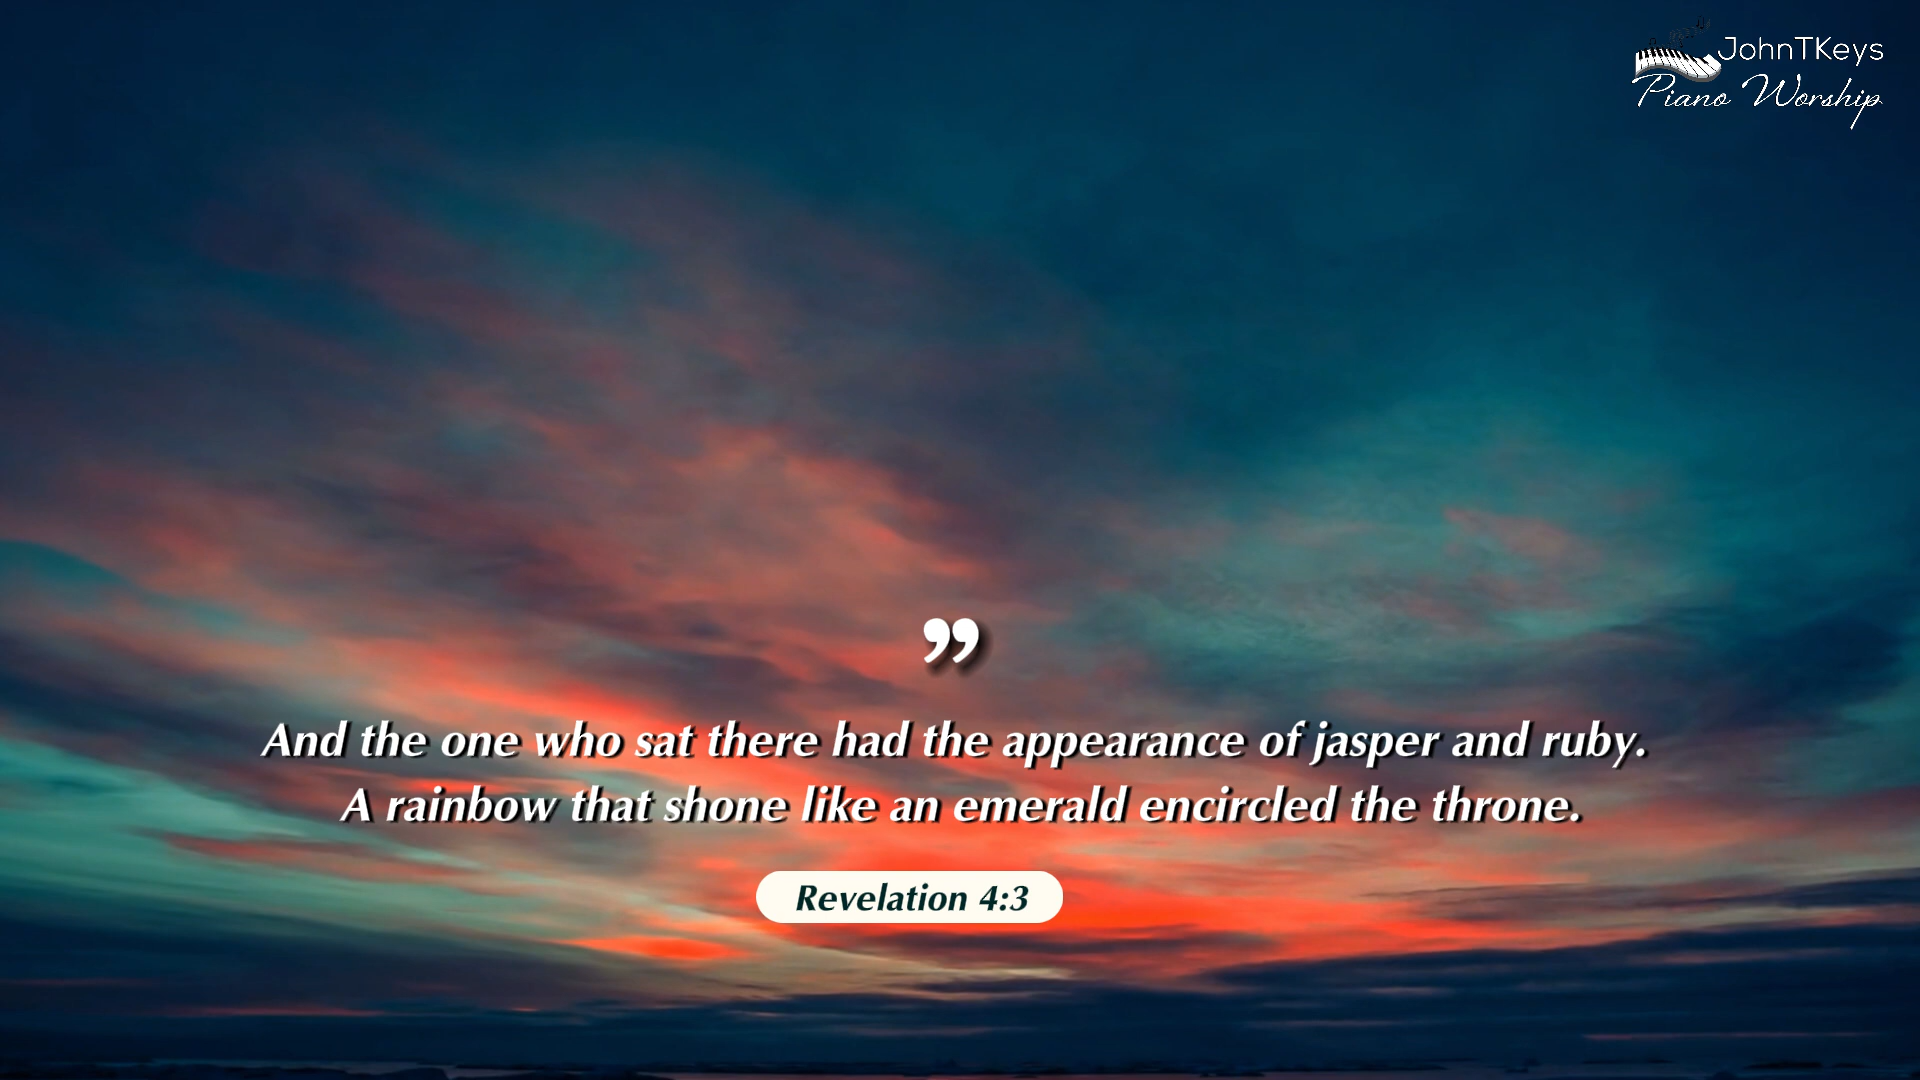 JohnTKeys
Piano Worship
”
And the one who sat there had the appearance of jasper and ruby.
A rainbow that shone like an emerald encircled the throne.
Revelation 4:3